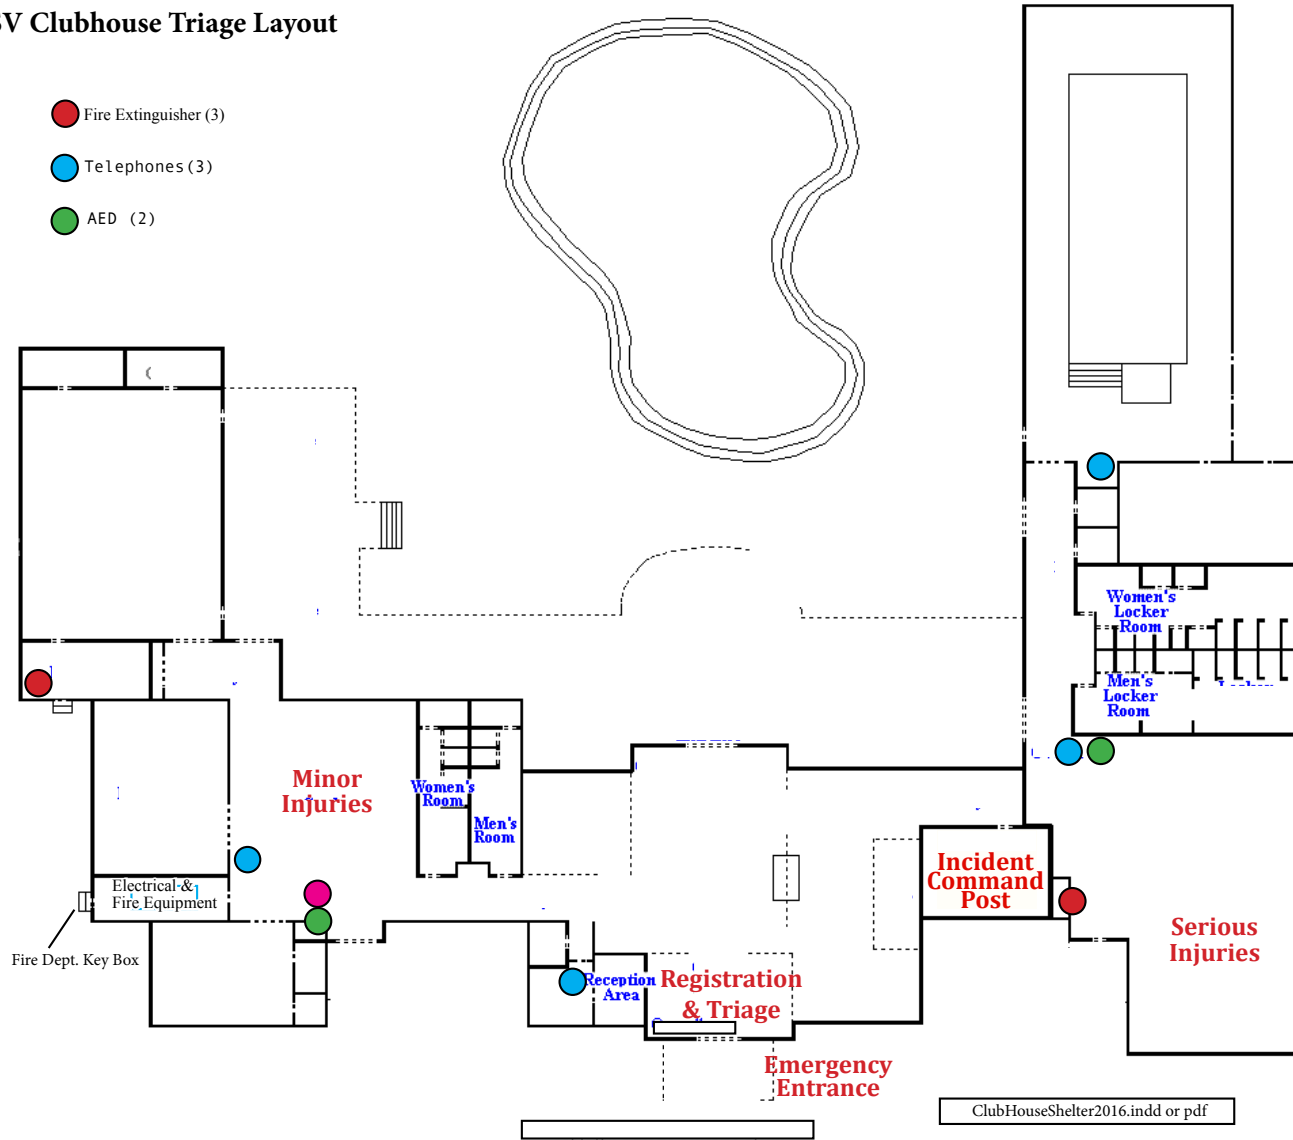 SV Clubhouse Triage Layout
Fire Extinguisher (3)
Telephones(3)
AED (2)
Women's
Locker
Room
Men's
Locker
Room
Minor
Injuries
Women's
Room
Men's
Room
Electrical &
Fire Equipment
Fire Dept. Key Box
Incident
Command
Post
Serious
Injuries
Reception
Area
Registration
& Triage
Emergency
Entrance
ClubHouseShelter2016.indd or pdf